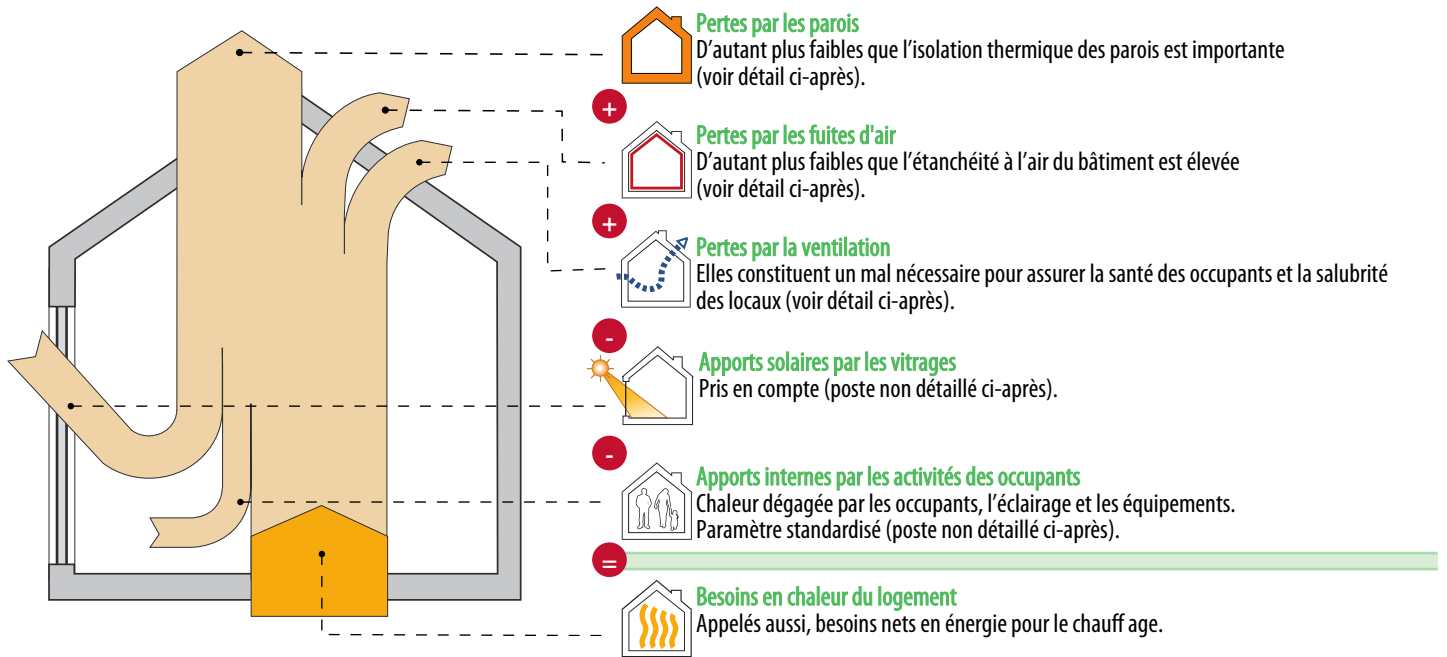 Pertes par les parois
D'autant plus faibles que l'isolation thermique des parois est importante
(voir détail ci-après).
+
Pertes par les fuites d'air
D'autant plus faibles que l'étanchéité à l'air du bâtiment est élevée
(voir détail ci-après).
+
Pertes par la ventilation
Elles constituent un mal nécessaire pour assurer la santé des occupants et la salubrité
des locaux (voir détail ci-après).
-
Apports solaires par les vitrages
Pris en compte (poste non détaillé ci-après).
-
Apports internes par les activités des occupants
Chaleur dégagée par les occupants, l'éclairage et les équipements.
Paramètre standardisé (poste non détaillé ci-après).
=
Besoins en chaleur du logement
Appelés aussi, besoins nets en énergie pour le chauff age.